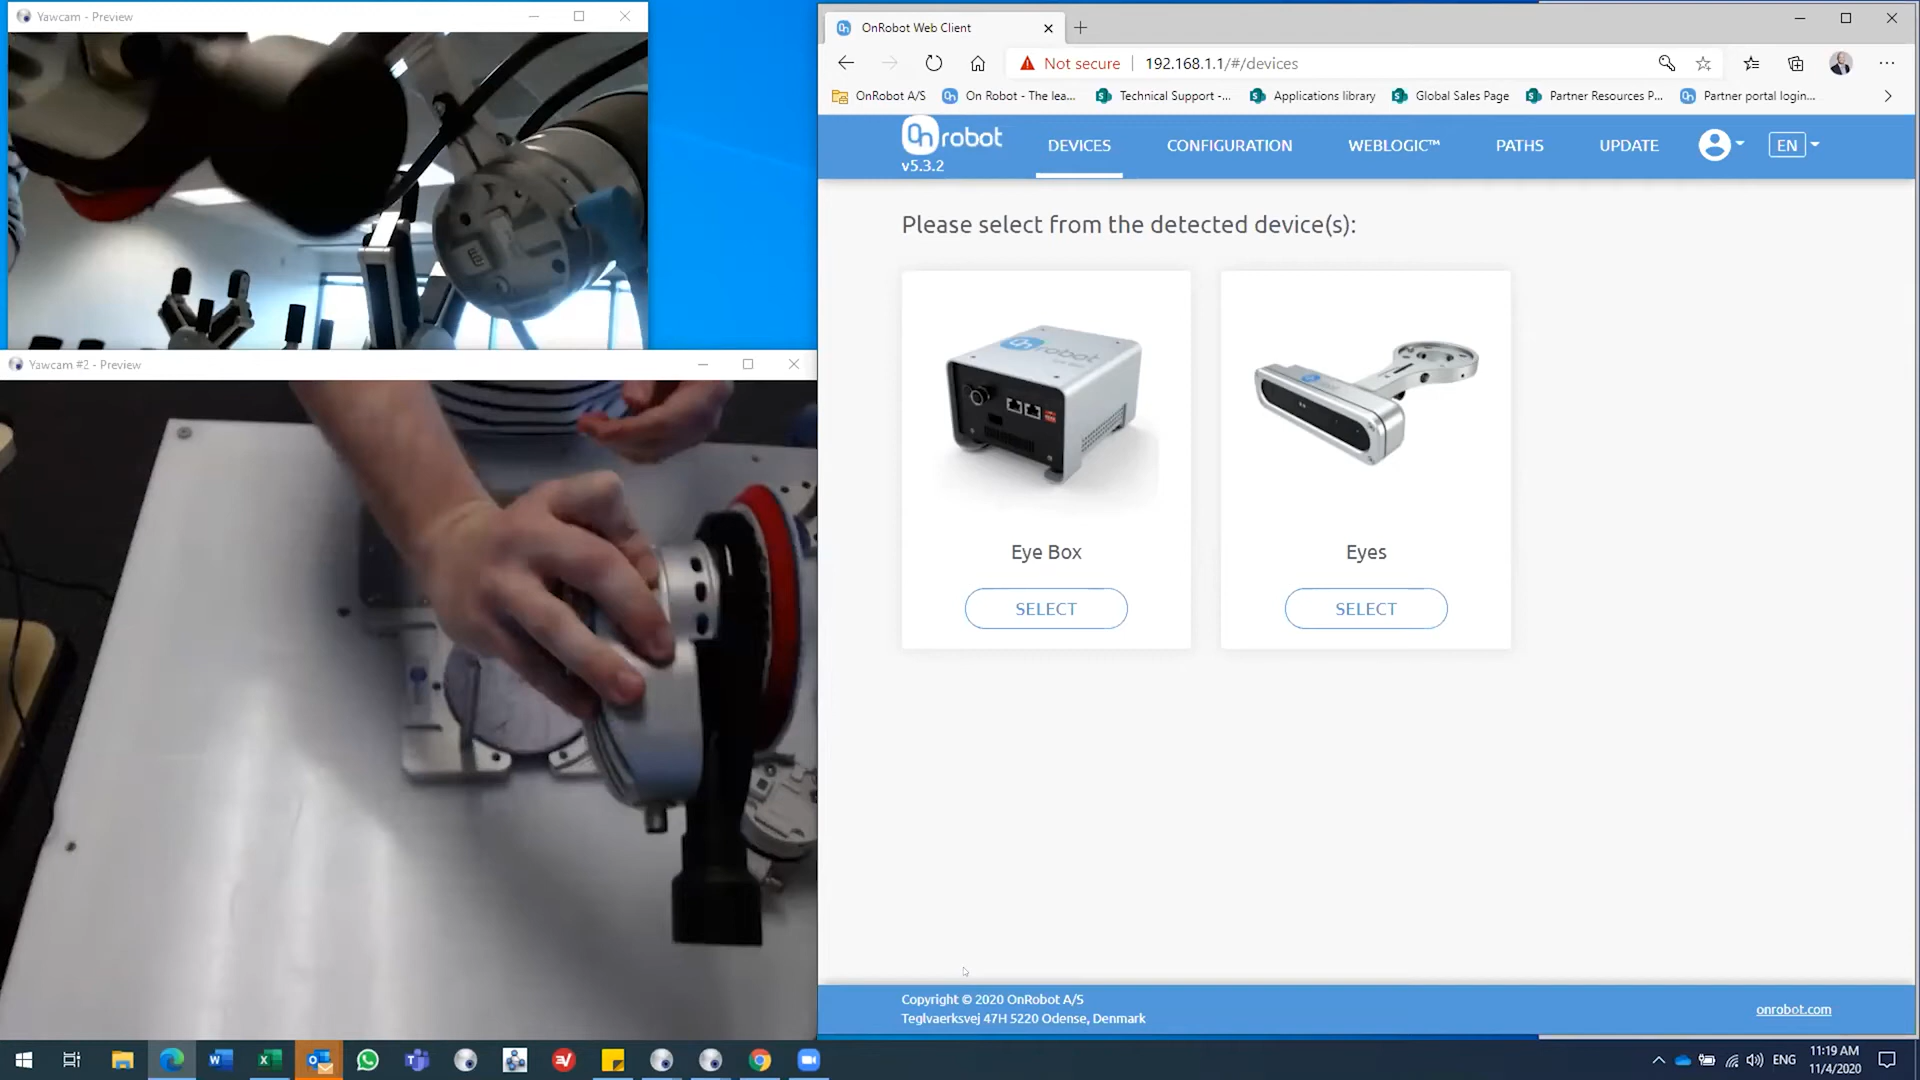 Yawcam - Preview
Yawcam #2 - Preview
OnRobot Web Client
Not secure
192.168.1.1/#/devices
OnRobot A/S
On Robot - The lea...
Technical Support -...
Applications library
Global Sales Page
Partner Resources P...
Partner portal login...
On robot
v5.3.2
DEVICES
CONFIGURATION
WEBLOGIC™
PATHS
UPDATE
EN
Please select from the detected device(s):
On robot
Eye Box
Eyes
SELECT
SELECT
Copyright © 2020 OnRobot A/S
Teglvaerksvej 47H 5220 Odense, Denmark
onrobot.com
ENG
11:19 AM
11/4/2020